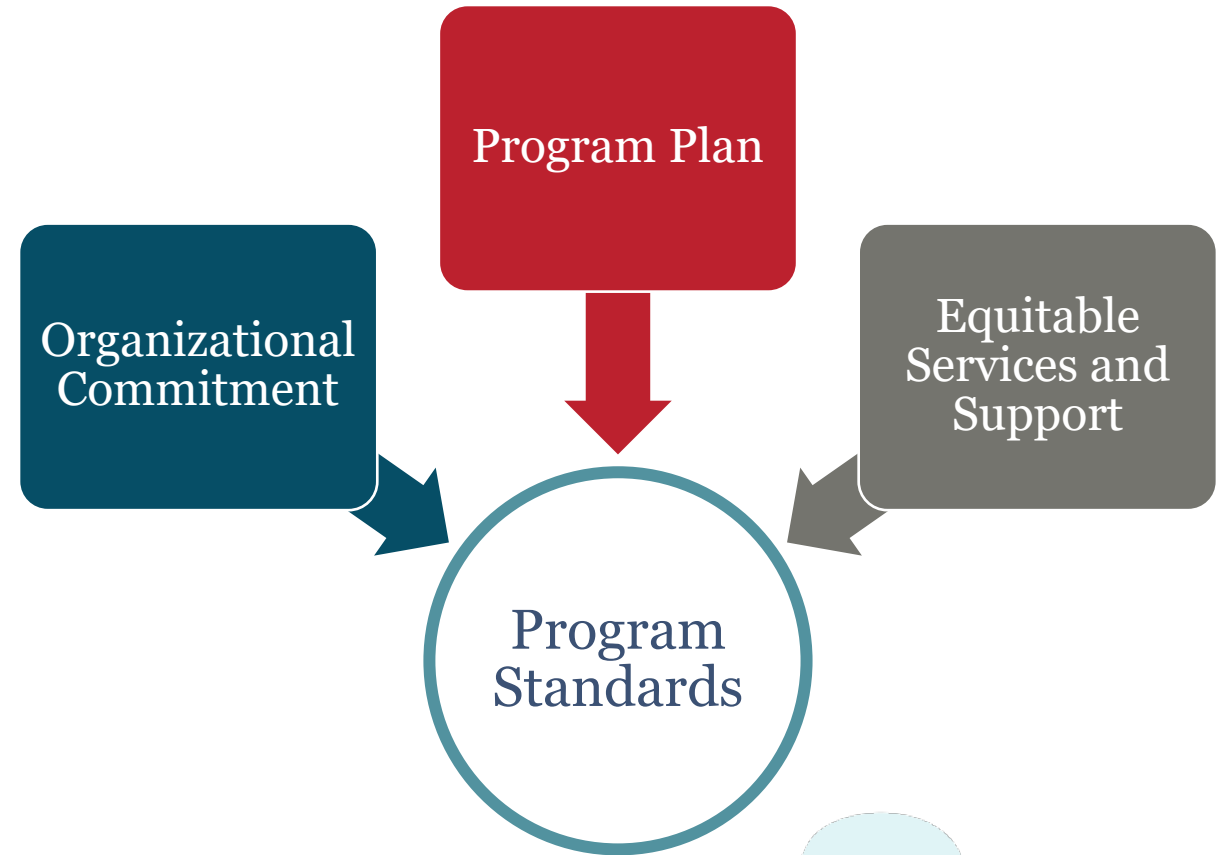 Program Plan
Organizational
Commitment
Equitable
Services and
Support
Program
Standards